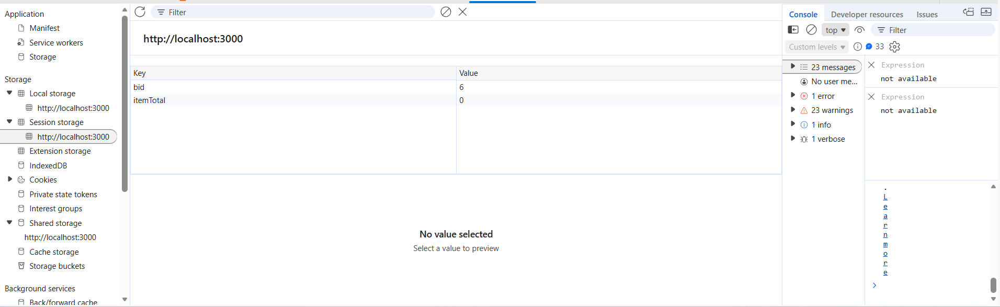 Application
Manifest
Service workers
Storage
Storage
Local storage
http://localhost:3000
Session storage
http://localhost:3000
Extension storage
IndexedDB
Cookies
Private state tokens
Interest groups
Shared storage
http://localhost:3000
Cache storage
Storage buckets
Background services
Back/forward cache
Filter
http://localhost:3000
Key Value
bid 6
itemTotal 0
No value selected
Select a value to preview
Console Developer resources Issues
top Filter
Custom levels 33
23 messages
No user me...
1 error
23 warnings
1 info
1 verbose
Expression
not available
Expression
not available
.
L
e
a
r
n
m
o
r
e